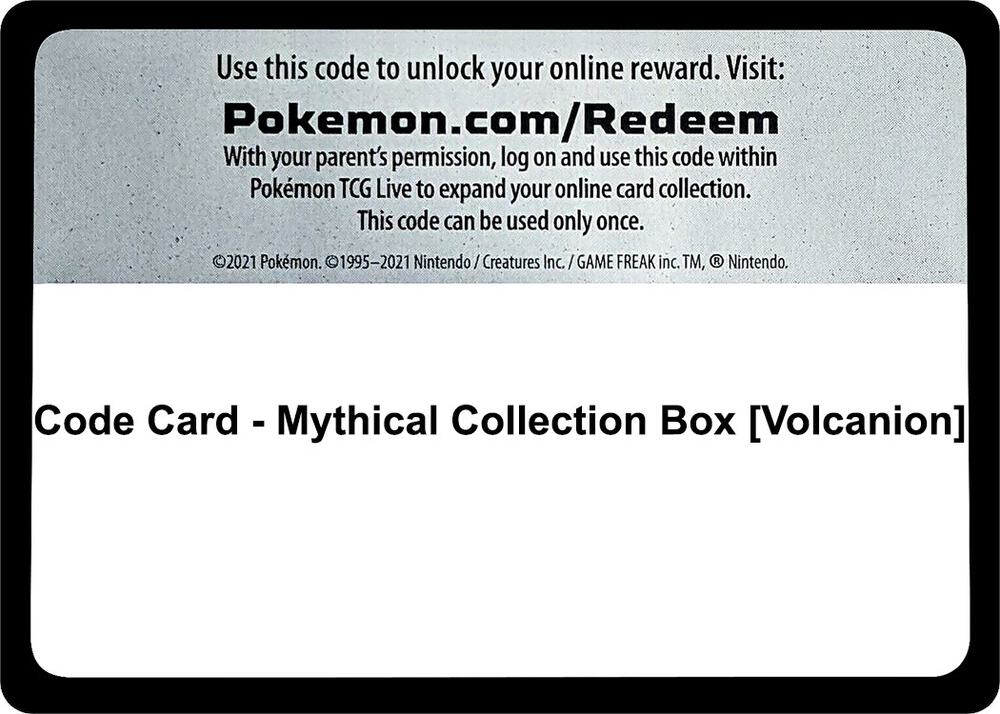 Use this code to unlock your online reward. Visit:
Pokemon.com/Redeem
With your parent's permission, log on and use this code within
Pokémon TCG Live to expand your online card collection.
This code can be used only once.
©2021 Pokémon. ©1995–2021 Nintendo / Creatures Inc. / GAME FREAK inc. TM, ® Nintendo.
Code Card - Mythical Collection Box [Volcanion]